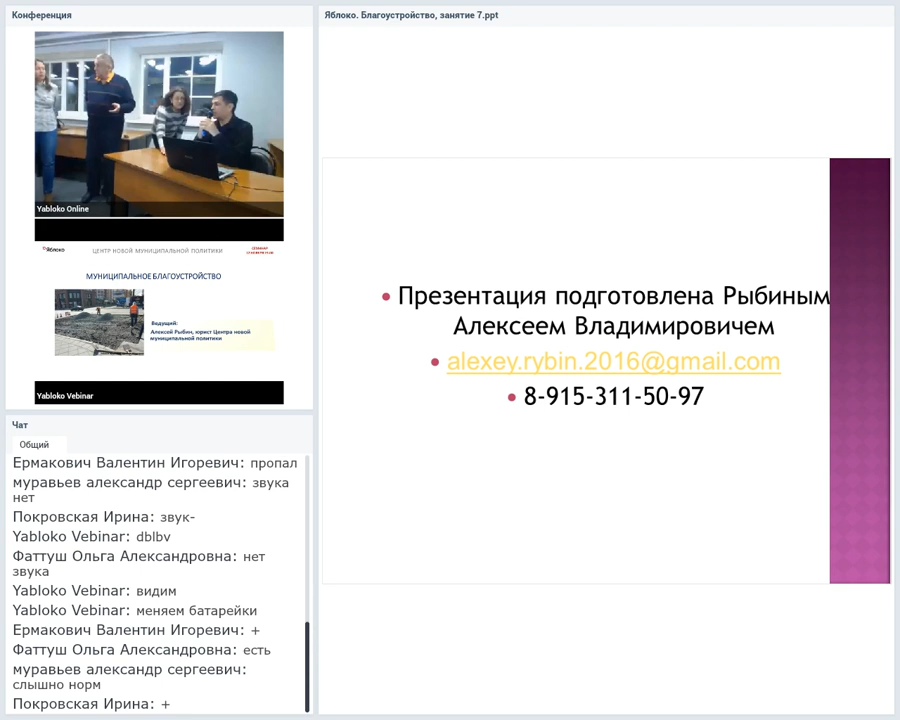 Конференция
Yabloko Online
Яблоко
ЦЕНТР НОВОЙ МУНИЦИПАЛЬНОЙ ПОЛИТИКИ
МУНИЦИПАЛЬНОЕ БЛАГОУСТРОЙСТВО
Ведущий:
Алексей Рыбин, юрист Центра новой
муниципальной политики
Yabloko Vebinar
Чат
Общий
Ермакович Валентин Игоревич: пропал
муравьев александр сергеевич: звука
нет
Покровская Ирина: звук-
Yabloko Vebinar: dblbv
Фаттуш Ольга Александровна: нет
звука
Yabloko Vebinar: видим
Yabloko Vebinar: меняем батарейки
Ермакович Валентин Игоревич: +
Фаттуш Ольга Александровна: есть
муравьев александр сергеевич:
слышно норм
Покровская Ирина: +
Яблоко. Благоустройство, занятие 7.ppt
• Презентация подготовлена Рыбиным
Алексеем Владимировичем
• alexey.rybin.2016@gmail.com
• 8-915-311-50-97